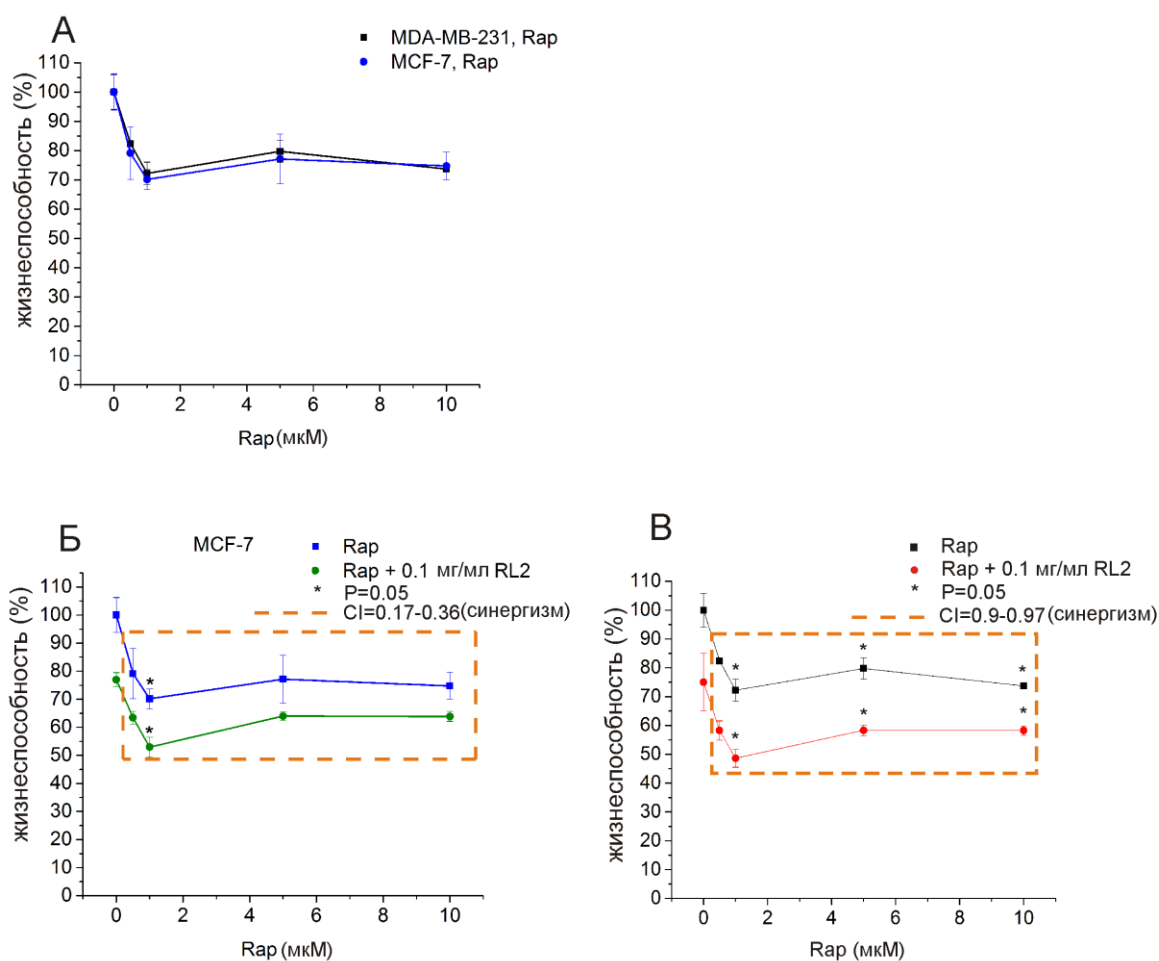 А
MDA-MB-231, Rap
MCF-7, Rap
жизнеспособность (%)
110
100
90
80
70
60
50
40
30
20
10
0
0 2 4 6 8 10
Rap (мкМ)
Б
MCF-7
Rap
Rap + 0.1 мг/мл RL2
* P=0.05
CI=0.17-0.36 (синергизм)
жизнеспособность (%)
110
100
90
80
70
60
50
40
30
20
10
0
* *
0 2 4 6 8 10
Rap (мкМ)
В
Rap
Rap + 0.1 мг/мл RL2
* P=0.05
CI=0.9-0.97 (синергизм)
жизнеспособность (%)
110
100
90
80
70
60
50
40
30
20
10
0
* * *
* * *
0 2 4 6 8 10
Rap (мкМ)